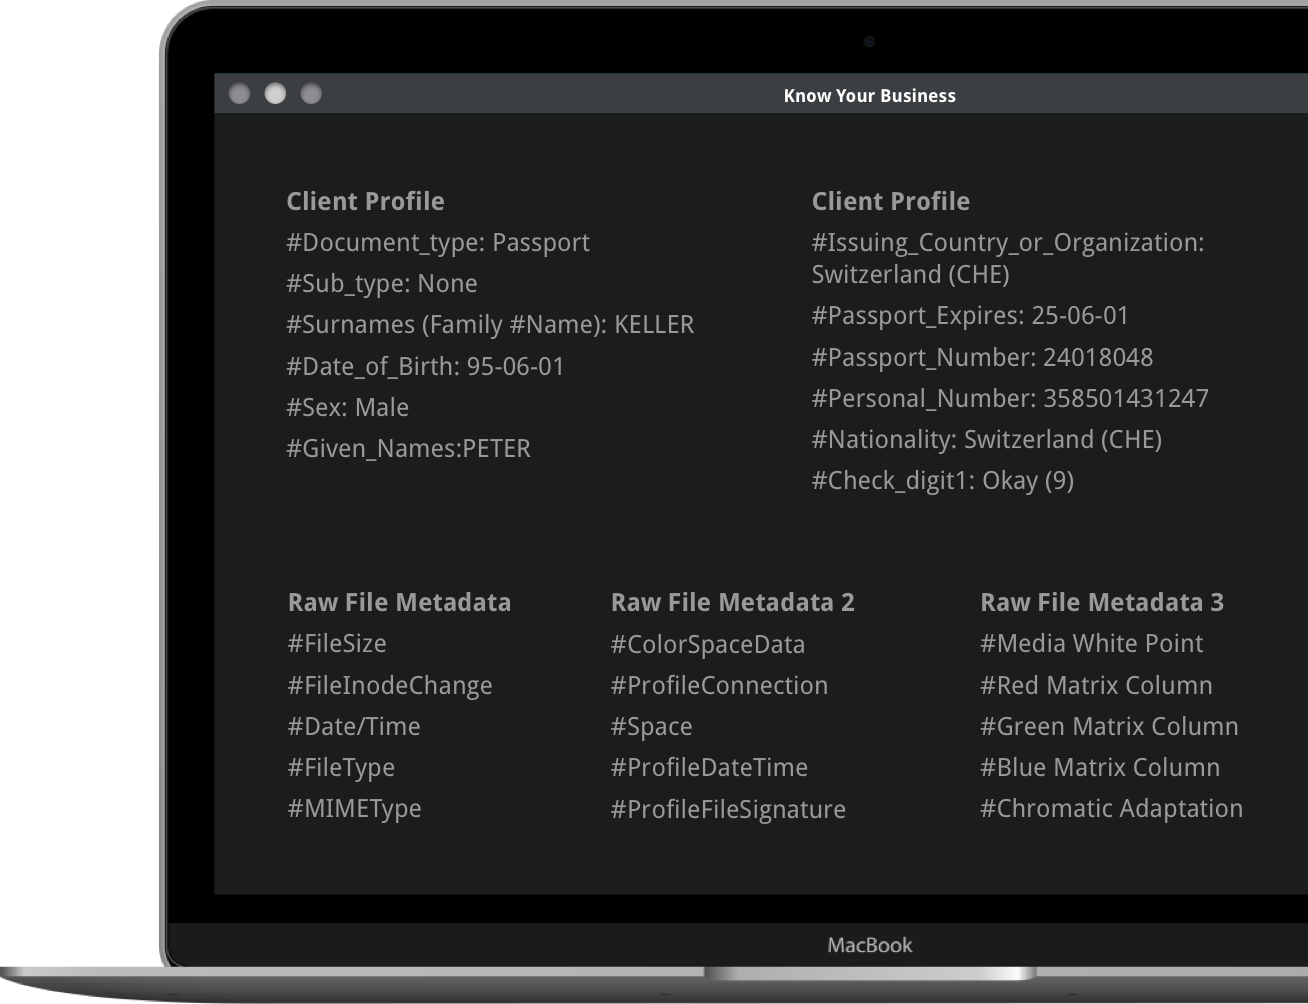 Know Your Business
Client Profile
#Document_type: Passport
#Sub_type: None
#Surnames (Family #Name): KELLER
#Date_of_Birth: 95-06-01
#Sex: Male
#Given_Names:PETER
Client Profile
#Issuing_Country_or_Organization:
Switzerland (CHE)
#Passport_Expires: 25-06-01
#Passport_Number: 24018048
#Personal_Number: 358501431247
#Nationality: Switzerland (CHE)
#Check_digit1: Okay (9)
Raw File Metadata
#FileSize
#FileInodeChange
#Date/Time
#FileType
#MIMEType
Raw File Metadata 2
#ColorSpaceData
#ProfileConnection
#Space
#ProfileDateTime
#ProfileFileSignature
Raw File Metadata 3
#Media White Point
#Red Matrix Column
#Green Matrix Column
#Blue Matrix Column
#Chromatic Adaptation
MacBook